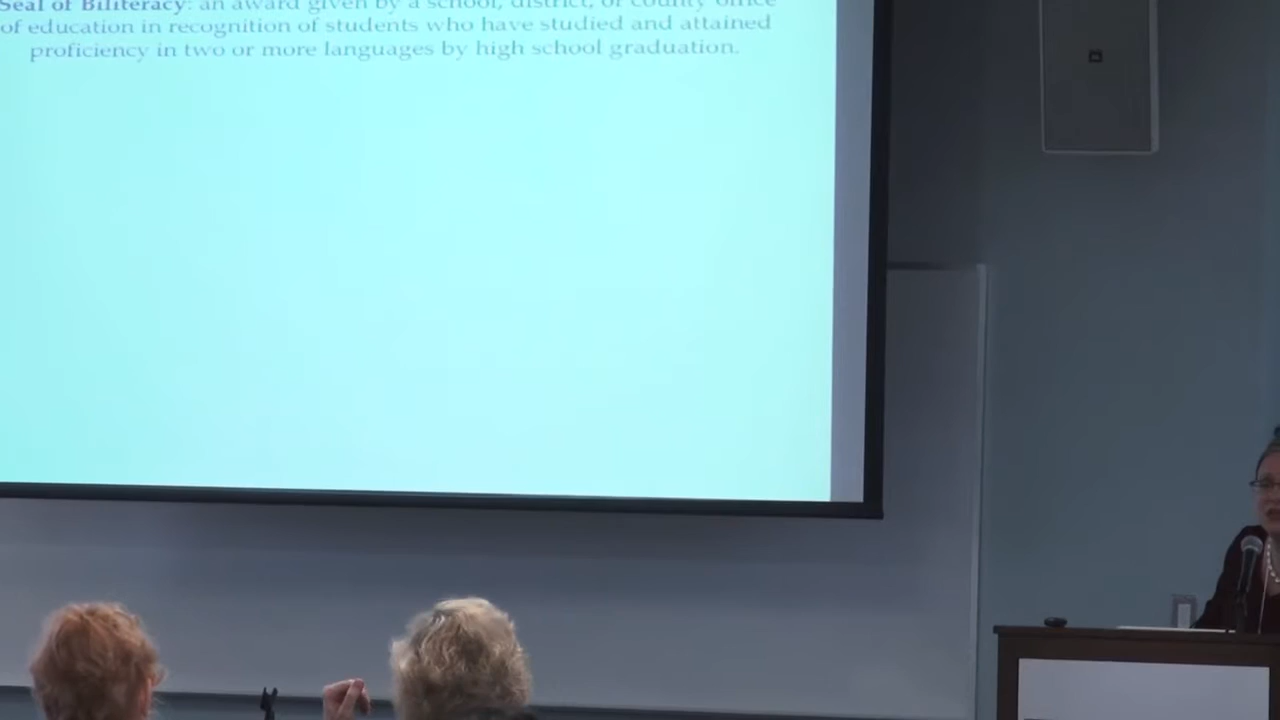 Seal of Biliteracy: an award given by a school, district, or county office
of education in recognition of students who have studied and attained
proficiency in two or more languages by high school graduation.